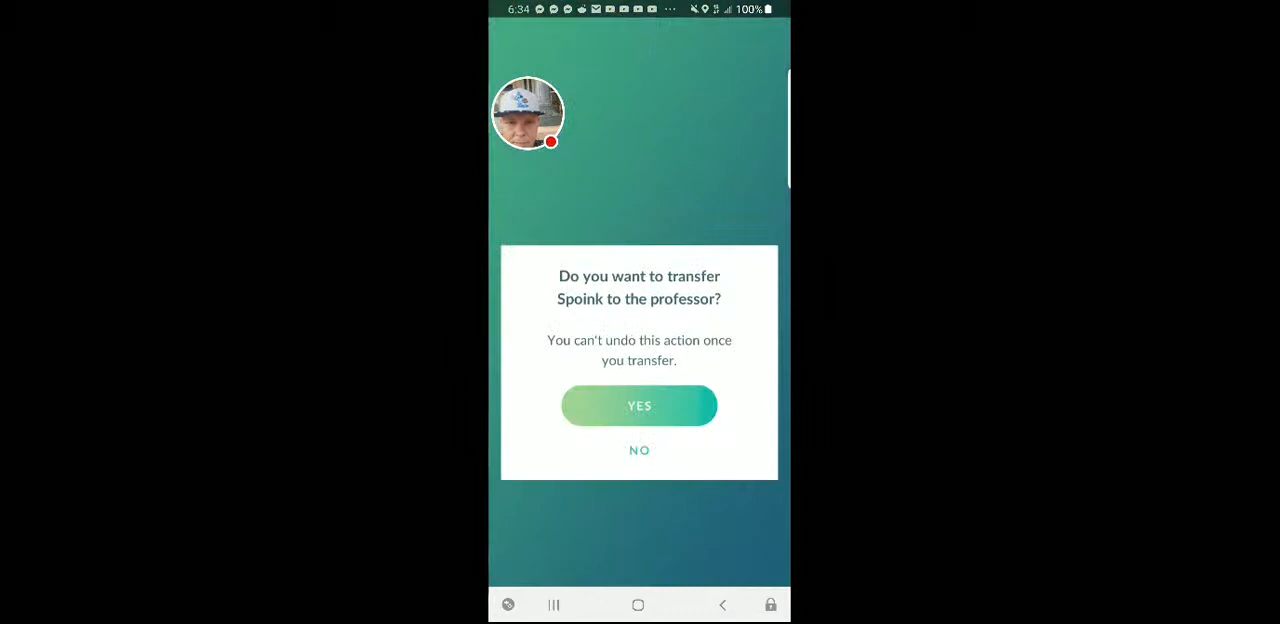 6:34 ... 100%
Do you want to transfer
Spoink to the professor?
You can't undo this action once
you transfer.
YES
NO